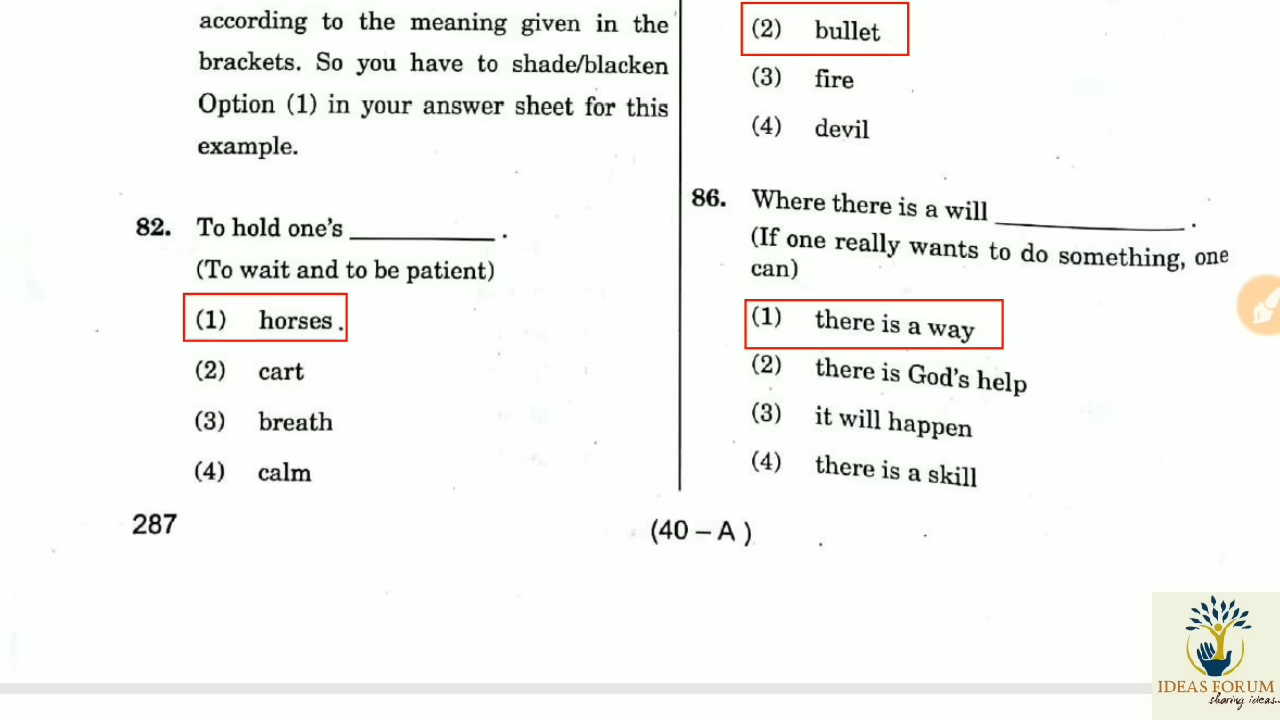 according to the meaning given in the
brackets. So you have to shade/blacken
Option (1) in your answer sheet for this
example.
82. To hold one's ____________ .
(To wait and to be patient)
(1) horses .
(2) cart
(3) breath
(4) calm
(2) bullet
(3) fire
(4) devil
86. Where there is a will ________________ .
(If one really wants to do something, one
can)
(1) there is a way
(2) there is God's help
(3) it will happen
(4) there is a skill
287
(40 – A )
IDEAS FORUM
sharing ideas..